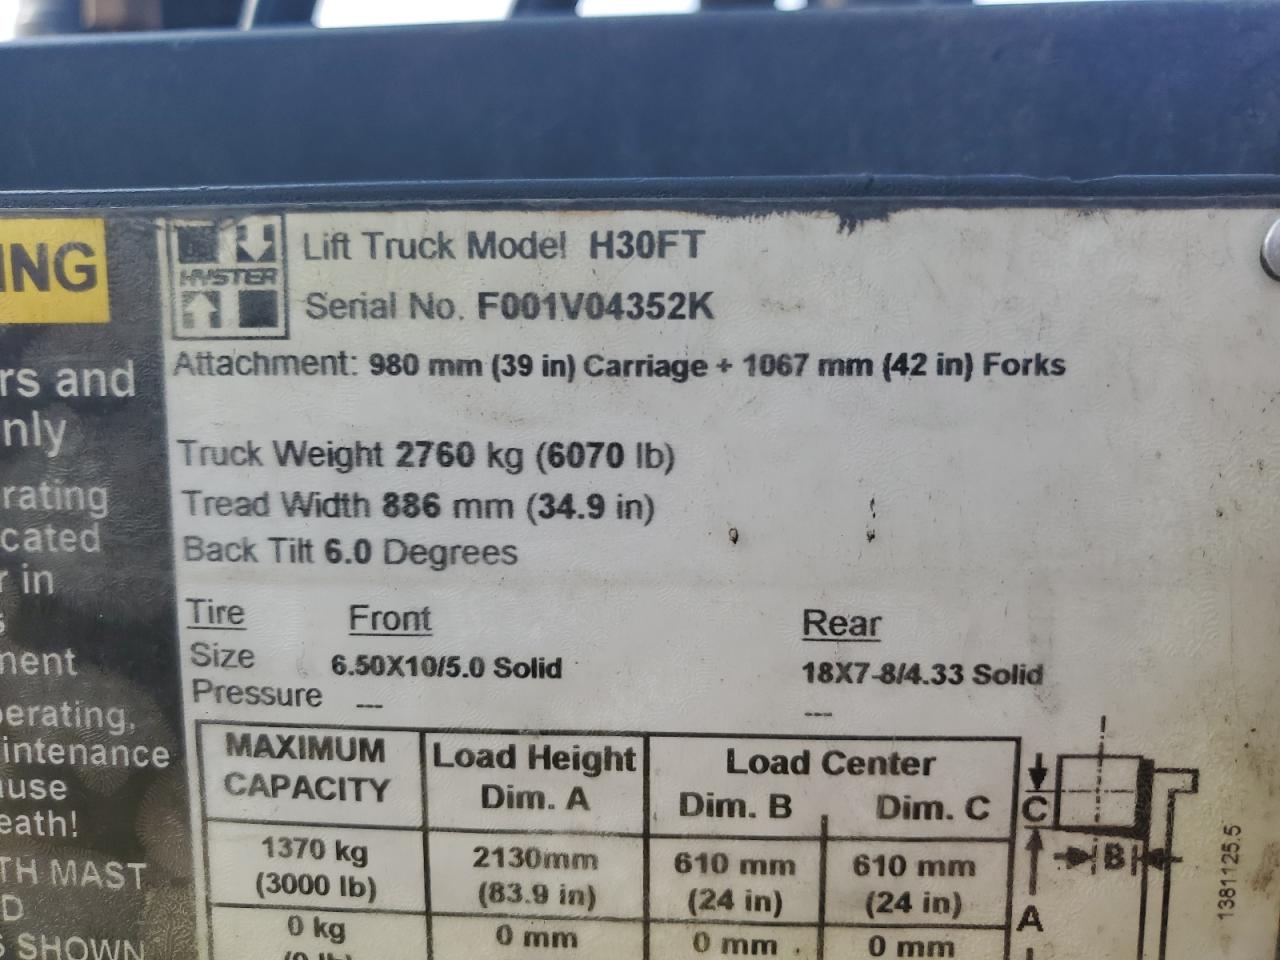 ING
rs and
nly
rating
cated
r in
s
ment
erating,
intenance
use
eath!
TH MAST
D
S SHOWN
HYSTER
Lift Truck Model H30FT
Serial No. F001V04352K
Attachment: 980 mm (39 in) Carriage + 1067 mm (42 in) Forks
Truck Weight 2760 kg (6070 lb)
Tread Width 886 mm (34.9 in)
Back Tilt 6.0 Degrees
Tire Front Rear
Size 6.50X10/5.0 Solid 18X7-8/4.33 Solid
Pressure --- ---
MAXIMUM CAPACITY
Load Height Dim. A
Load Center
Dim. B Dim. C
1370 kg 2130mm 610 mm 610 mm
(3000 lb) (83.9 in) (24 in) (24 in)
0 kg 0 mm 0 mm 0 mm
(0 lb)
C
B
A
1381125.5